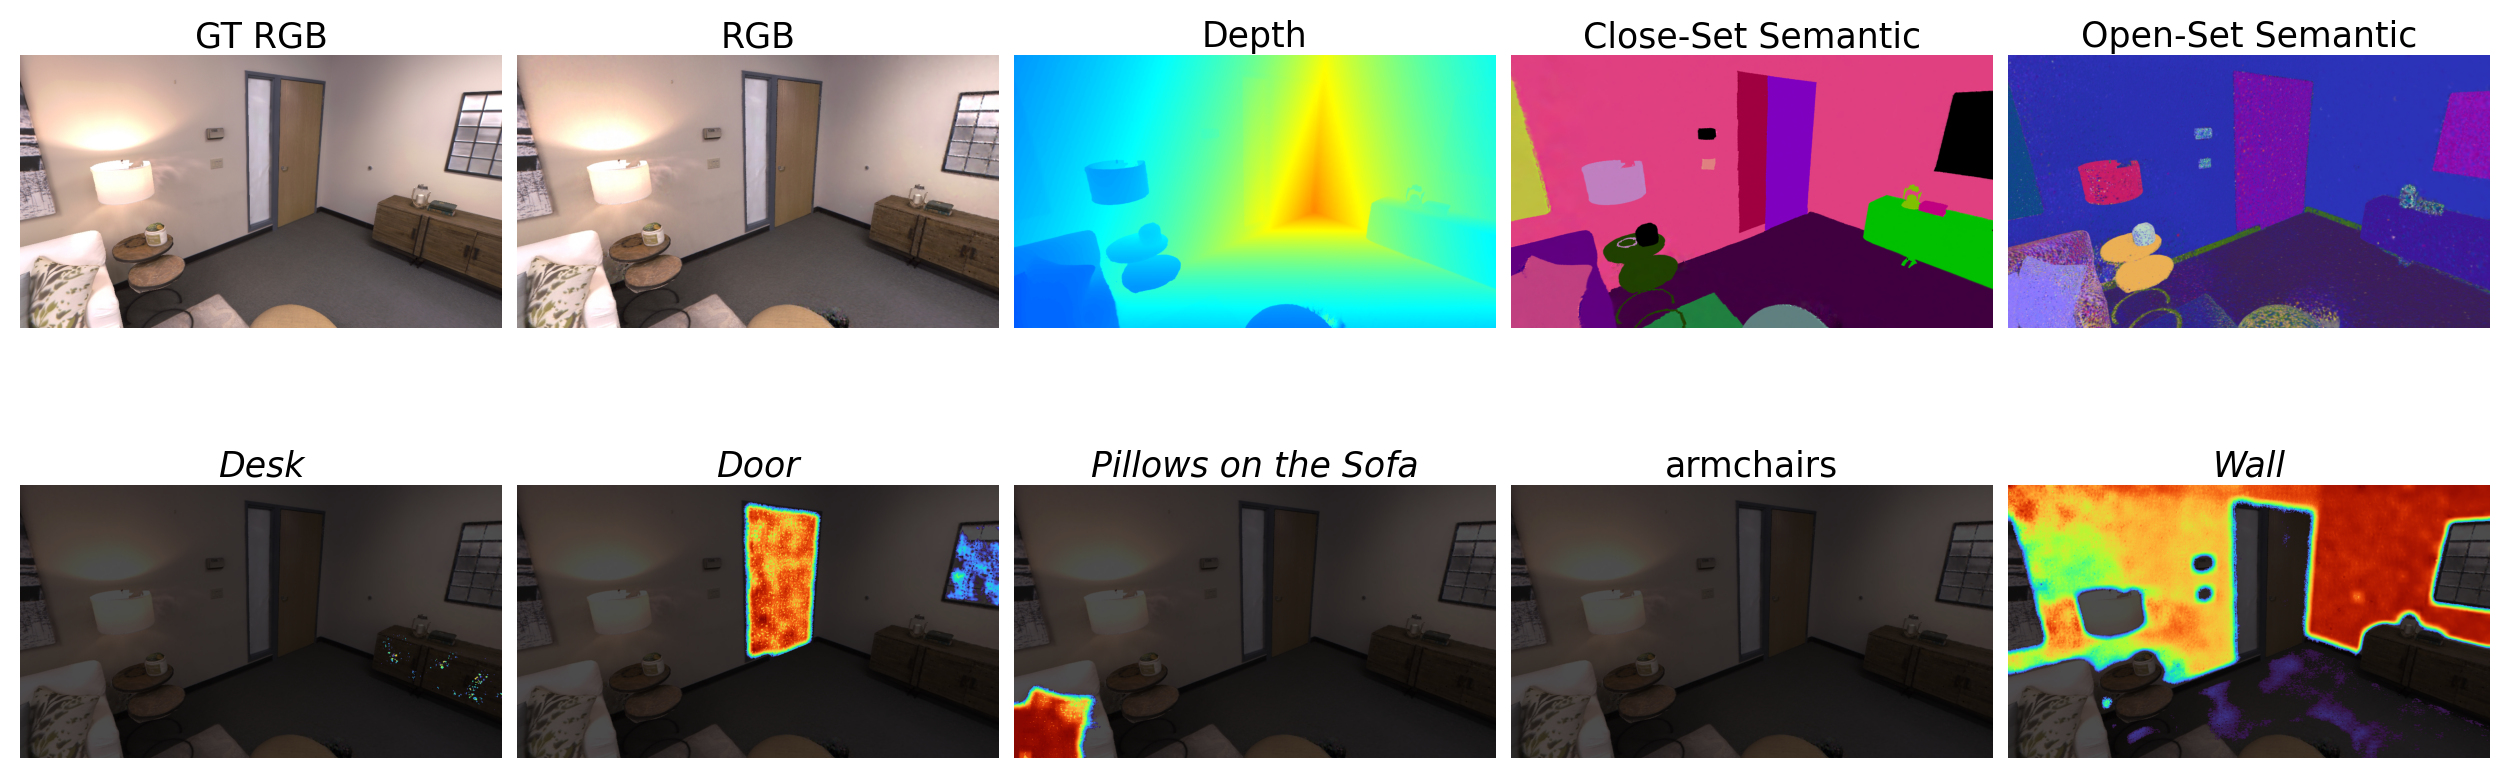 GT RGB
RGB
Depth
Close-Set Semantic
Open-Set Semantic
Desk
Door
Pillows on the Sofa
armchairs
Wall